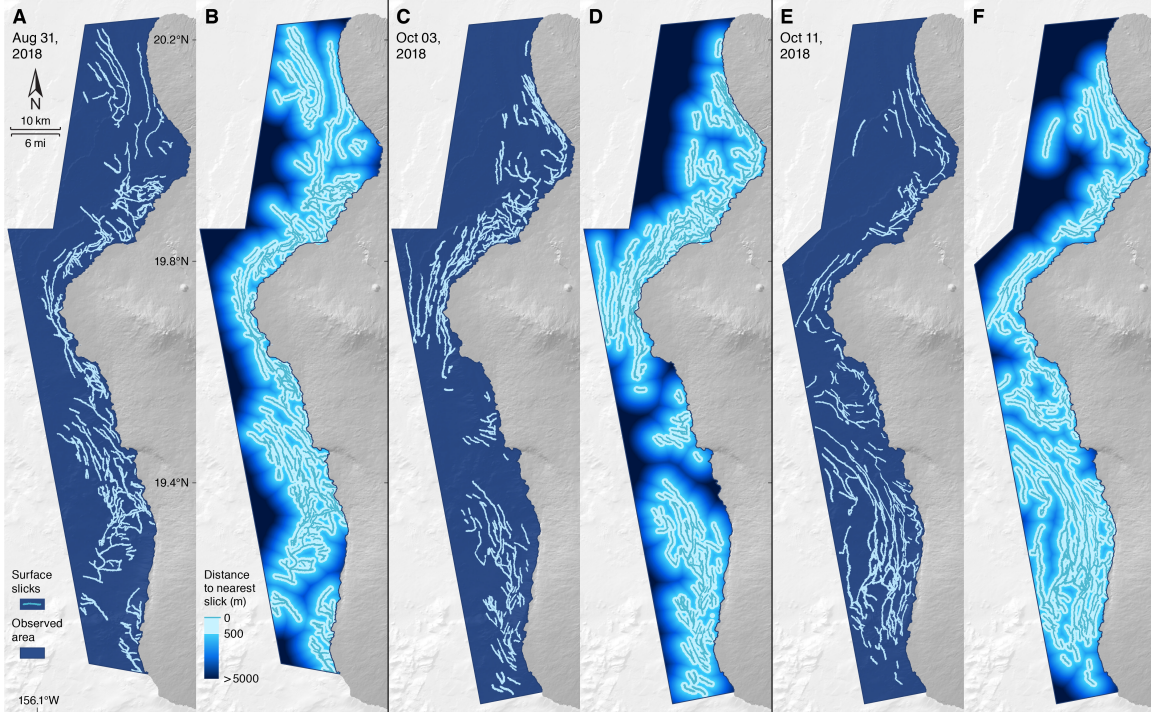 A
Aug 31,
2018
N
10 km
6 mi
Surface
slicks
Observed
area
156.1°W
B
20.2°N
19.8°N
19.4°N
Distance
to nearest
slick (m)
0
500
>5000
C
Oct 03,
2018
D
E
Oct 11,
2018
F